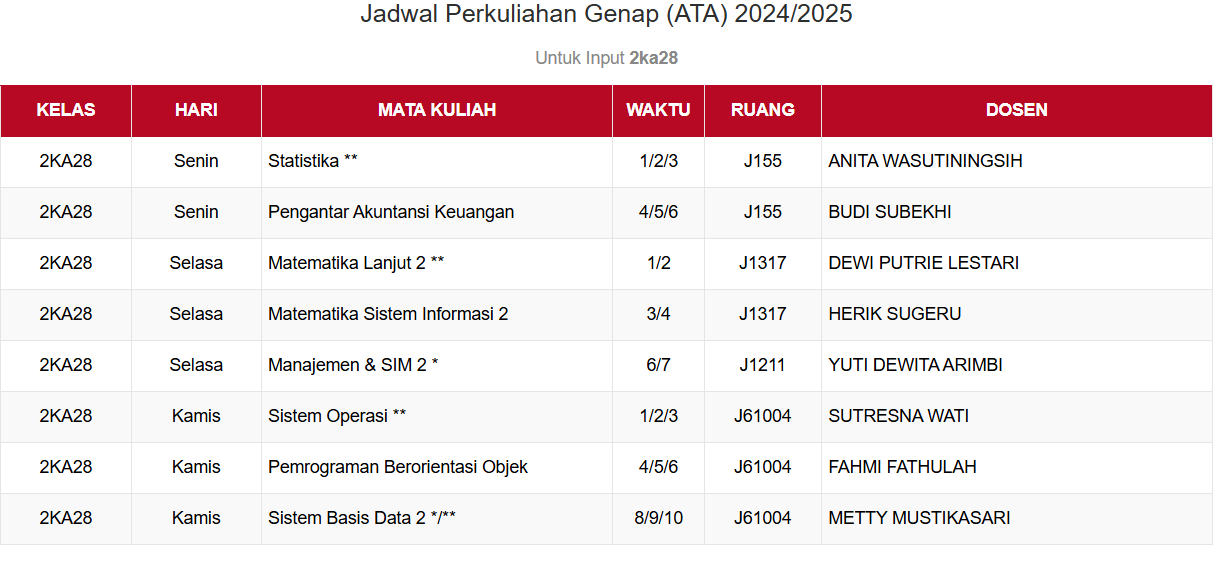 Jadwal Perkuliahan Genap (ATA) 2024/2025
Untuk Input 2ka28
KELAS HARI MATA KULIAH WAKTU RUANG DOSEN
2KA28 Senin Statistika ** 1/2/3 J155 ANITA WASUTININGSIH
2KA28 Senin Pengantar Akuntansi Keuangan 4/5/6 J155 BUDI SUBEKHI
2KA28 Selasa Matematika Lanjut 2 ** 1/2 J1317 DEWI PUTRIE LESTARI
2KA28 Selasa Matematika Sistem Informasi 2 3/4 J1317 HERIK SUGERU
2KA28 Selasa Manajemen & SIM 2 * 6/7 J1211 YUTI DEWITA ARIMBI
2KA28 Kamis Sistem Operasi ** 1/2/3 J61004 SUTRESNA WATI
2KA28 Kamis Pemrograman Berorientasi Objek 4/5/6 J61004 FAHMI FATHULAH
2KA28 Kamis Sistem Basis Data 2 */** 8/9/10 J61004 METTY MUSTIKASARI